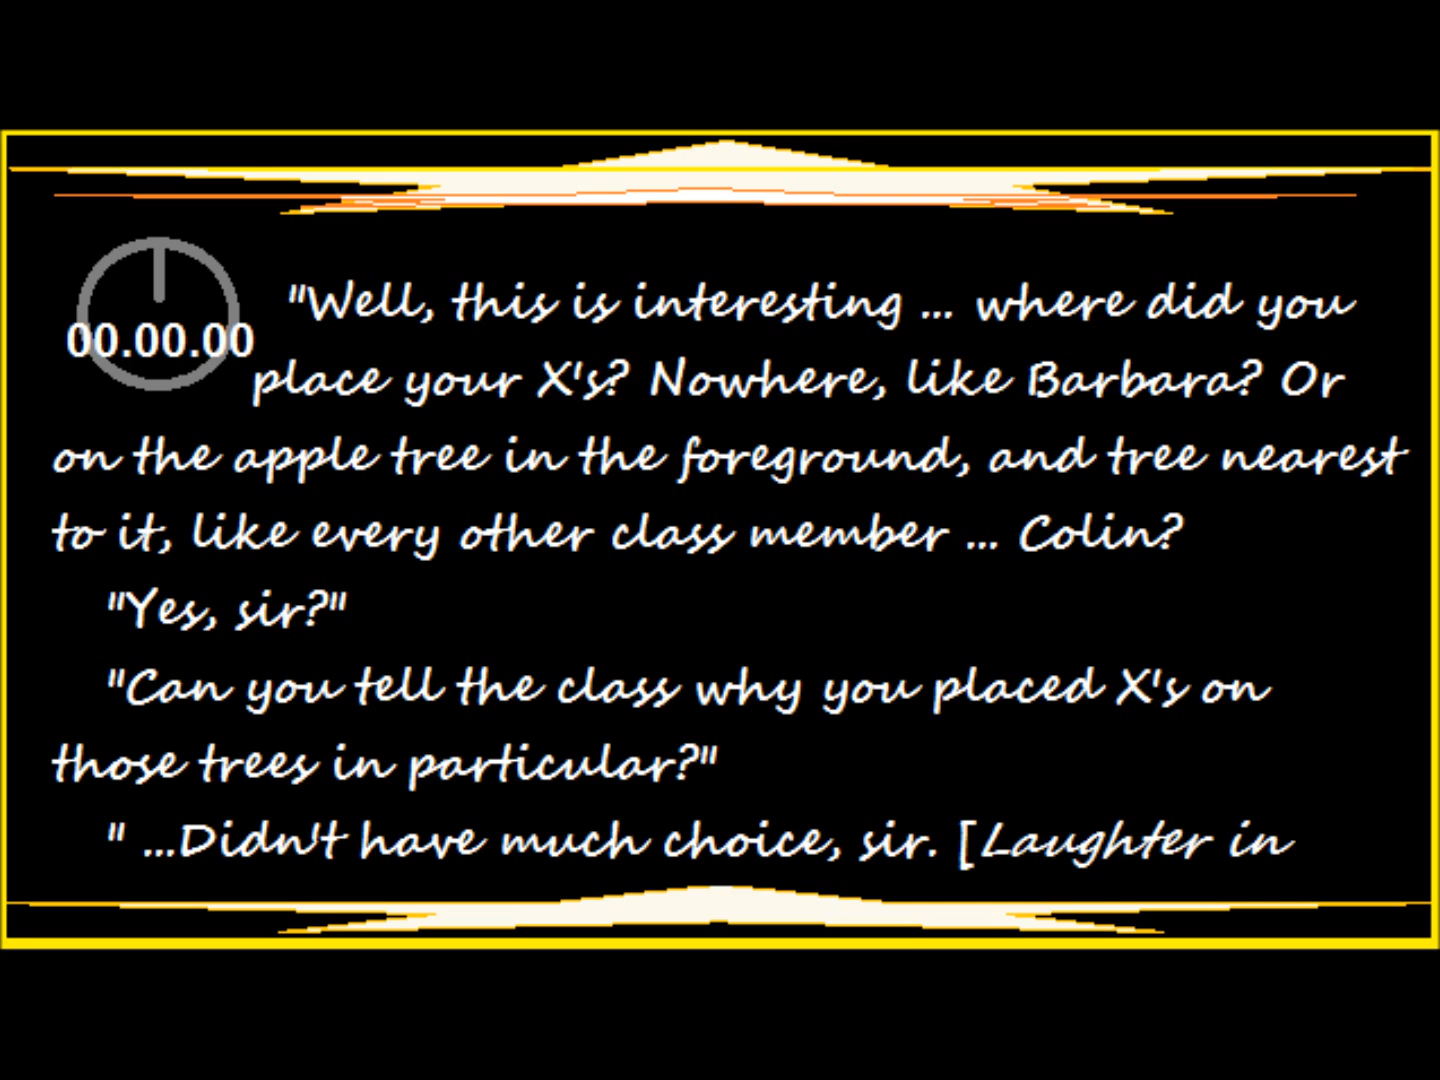 00.00.00
"Well, this is interesting ... where did you
place your X's? Nowhere, like Barbara? Or
on the apple tree in the foreground, and tree nearest
to it, like every other class member ... Colin?
"Yes, sir?"
"Can you tell the class why you placed X's on
those trees in particular?"
" ...Didn't have much choice, sir. [Laughter in